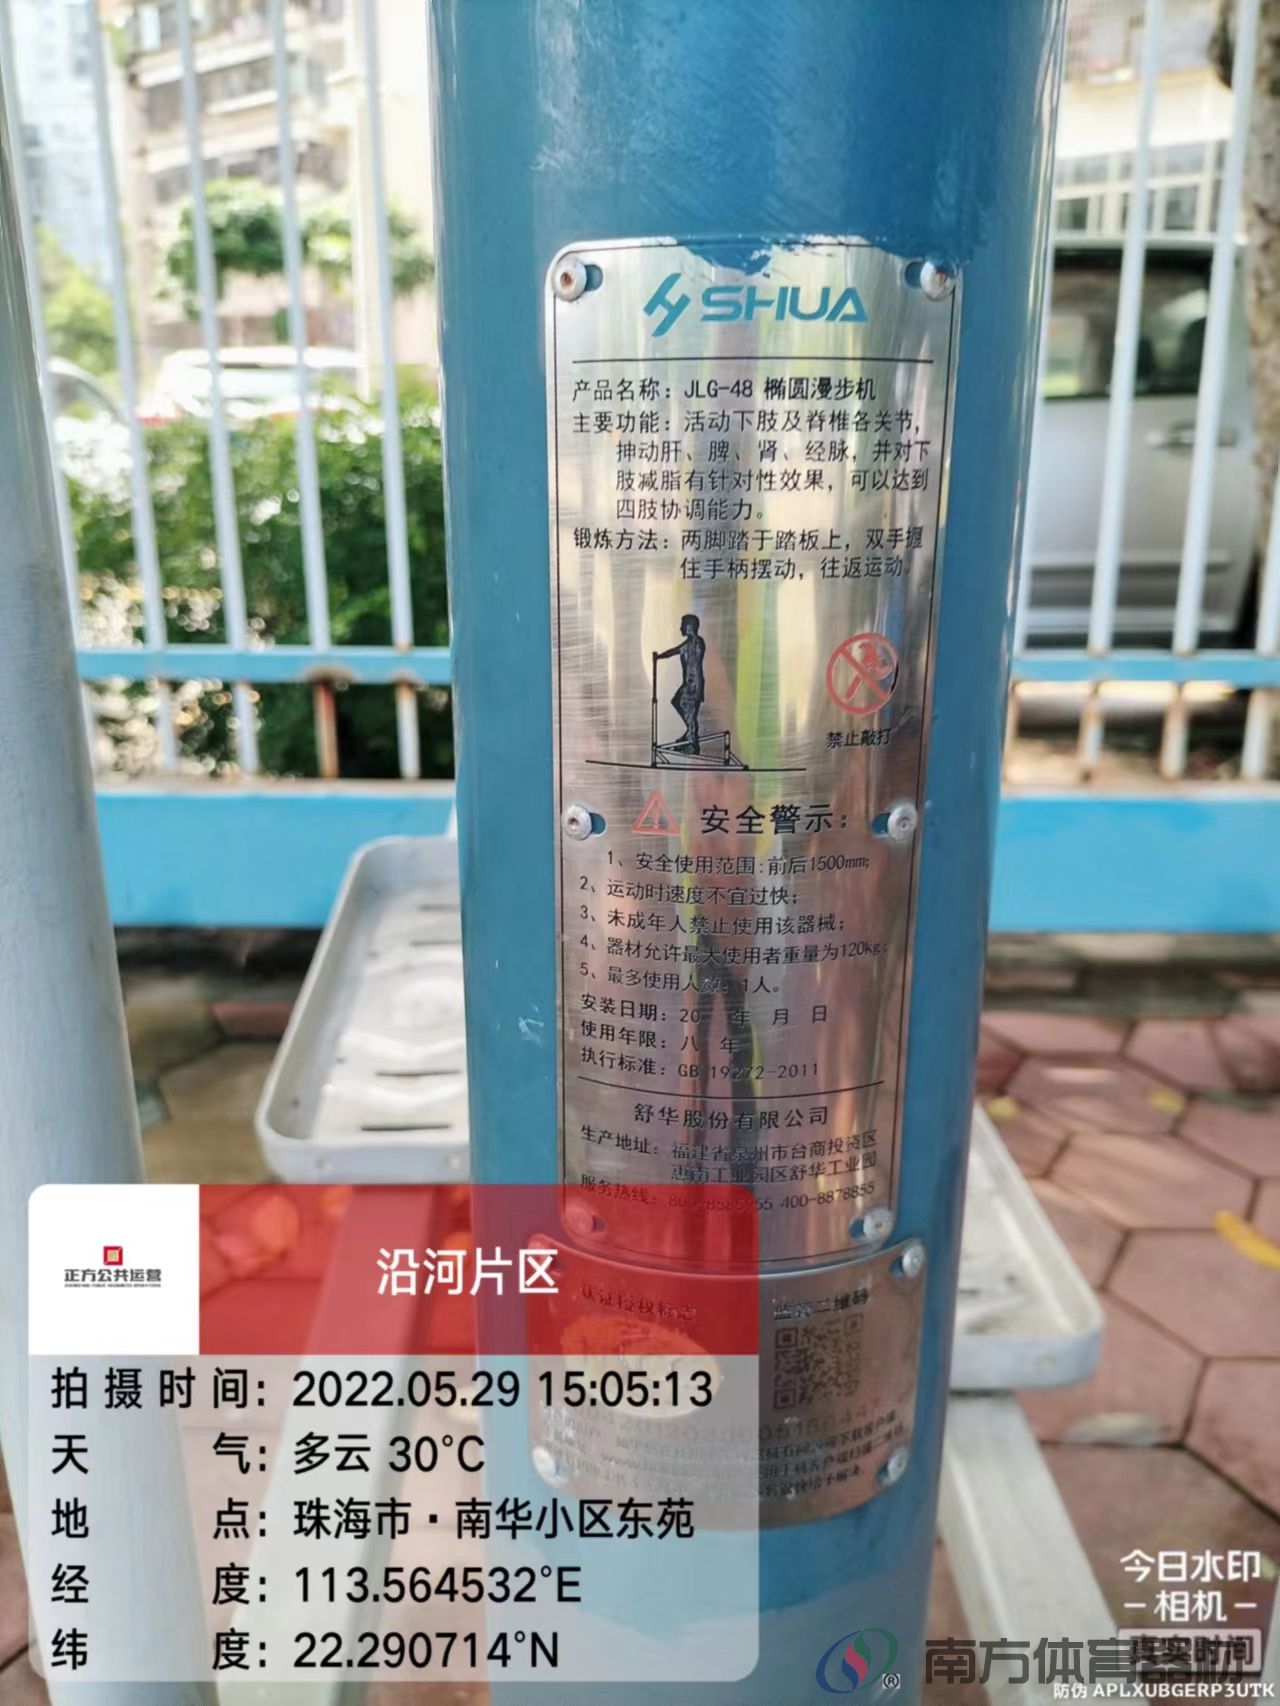 SHUA
产品名称：JLG-48 椭圆漫步机
主要功能：活动下肢及脊椎各关节，
抻动肝、脾、肾、经脉，并对下
肢减脂有针对性效果，可以达到
四肢协调能力。
锻炼方法：两脚踏于踏板上，双手握
住手柄摆动，往返运动。
禁止敲打
安全警示：
1、安全使用范围：前后1500mm；
2、运动时速度不宜过快；
3、未成年人禁止使用该器械；
4、器材允许最大使用者重量为120kg；
5、最多使用人数：1人。
安装日期：20 年 月 日
使用年限：八 年
执行标准：GB 19272-2011
舒华股份有限公司
生产地址：福建省泉州市台商投资区
惠南工业园区舒华工业园
服务热线： 400-8878855
认证授权标志 监管二维码
正方公共运营
沿河片区
拍摄时间：2022.05.29 15:05:13
天气：多云 30°C
地点：珠海市·南华小区东苑
经度：113.564532°E
纬度：22.290714°N
今日水印
-相机-
真实时间
防伪 APLXUBGERP3UTK
南方体育器材
®